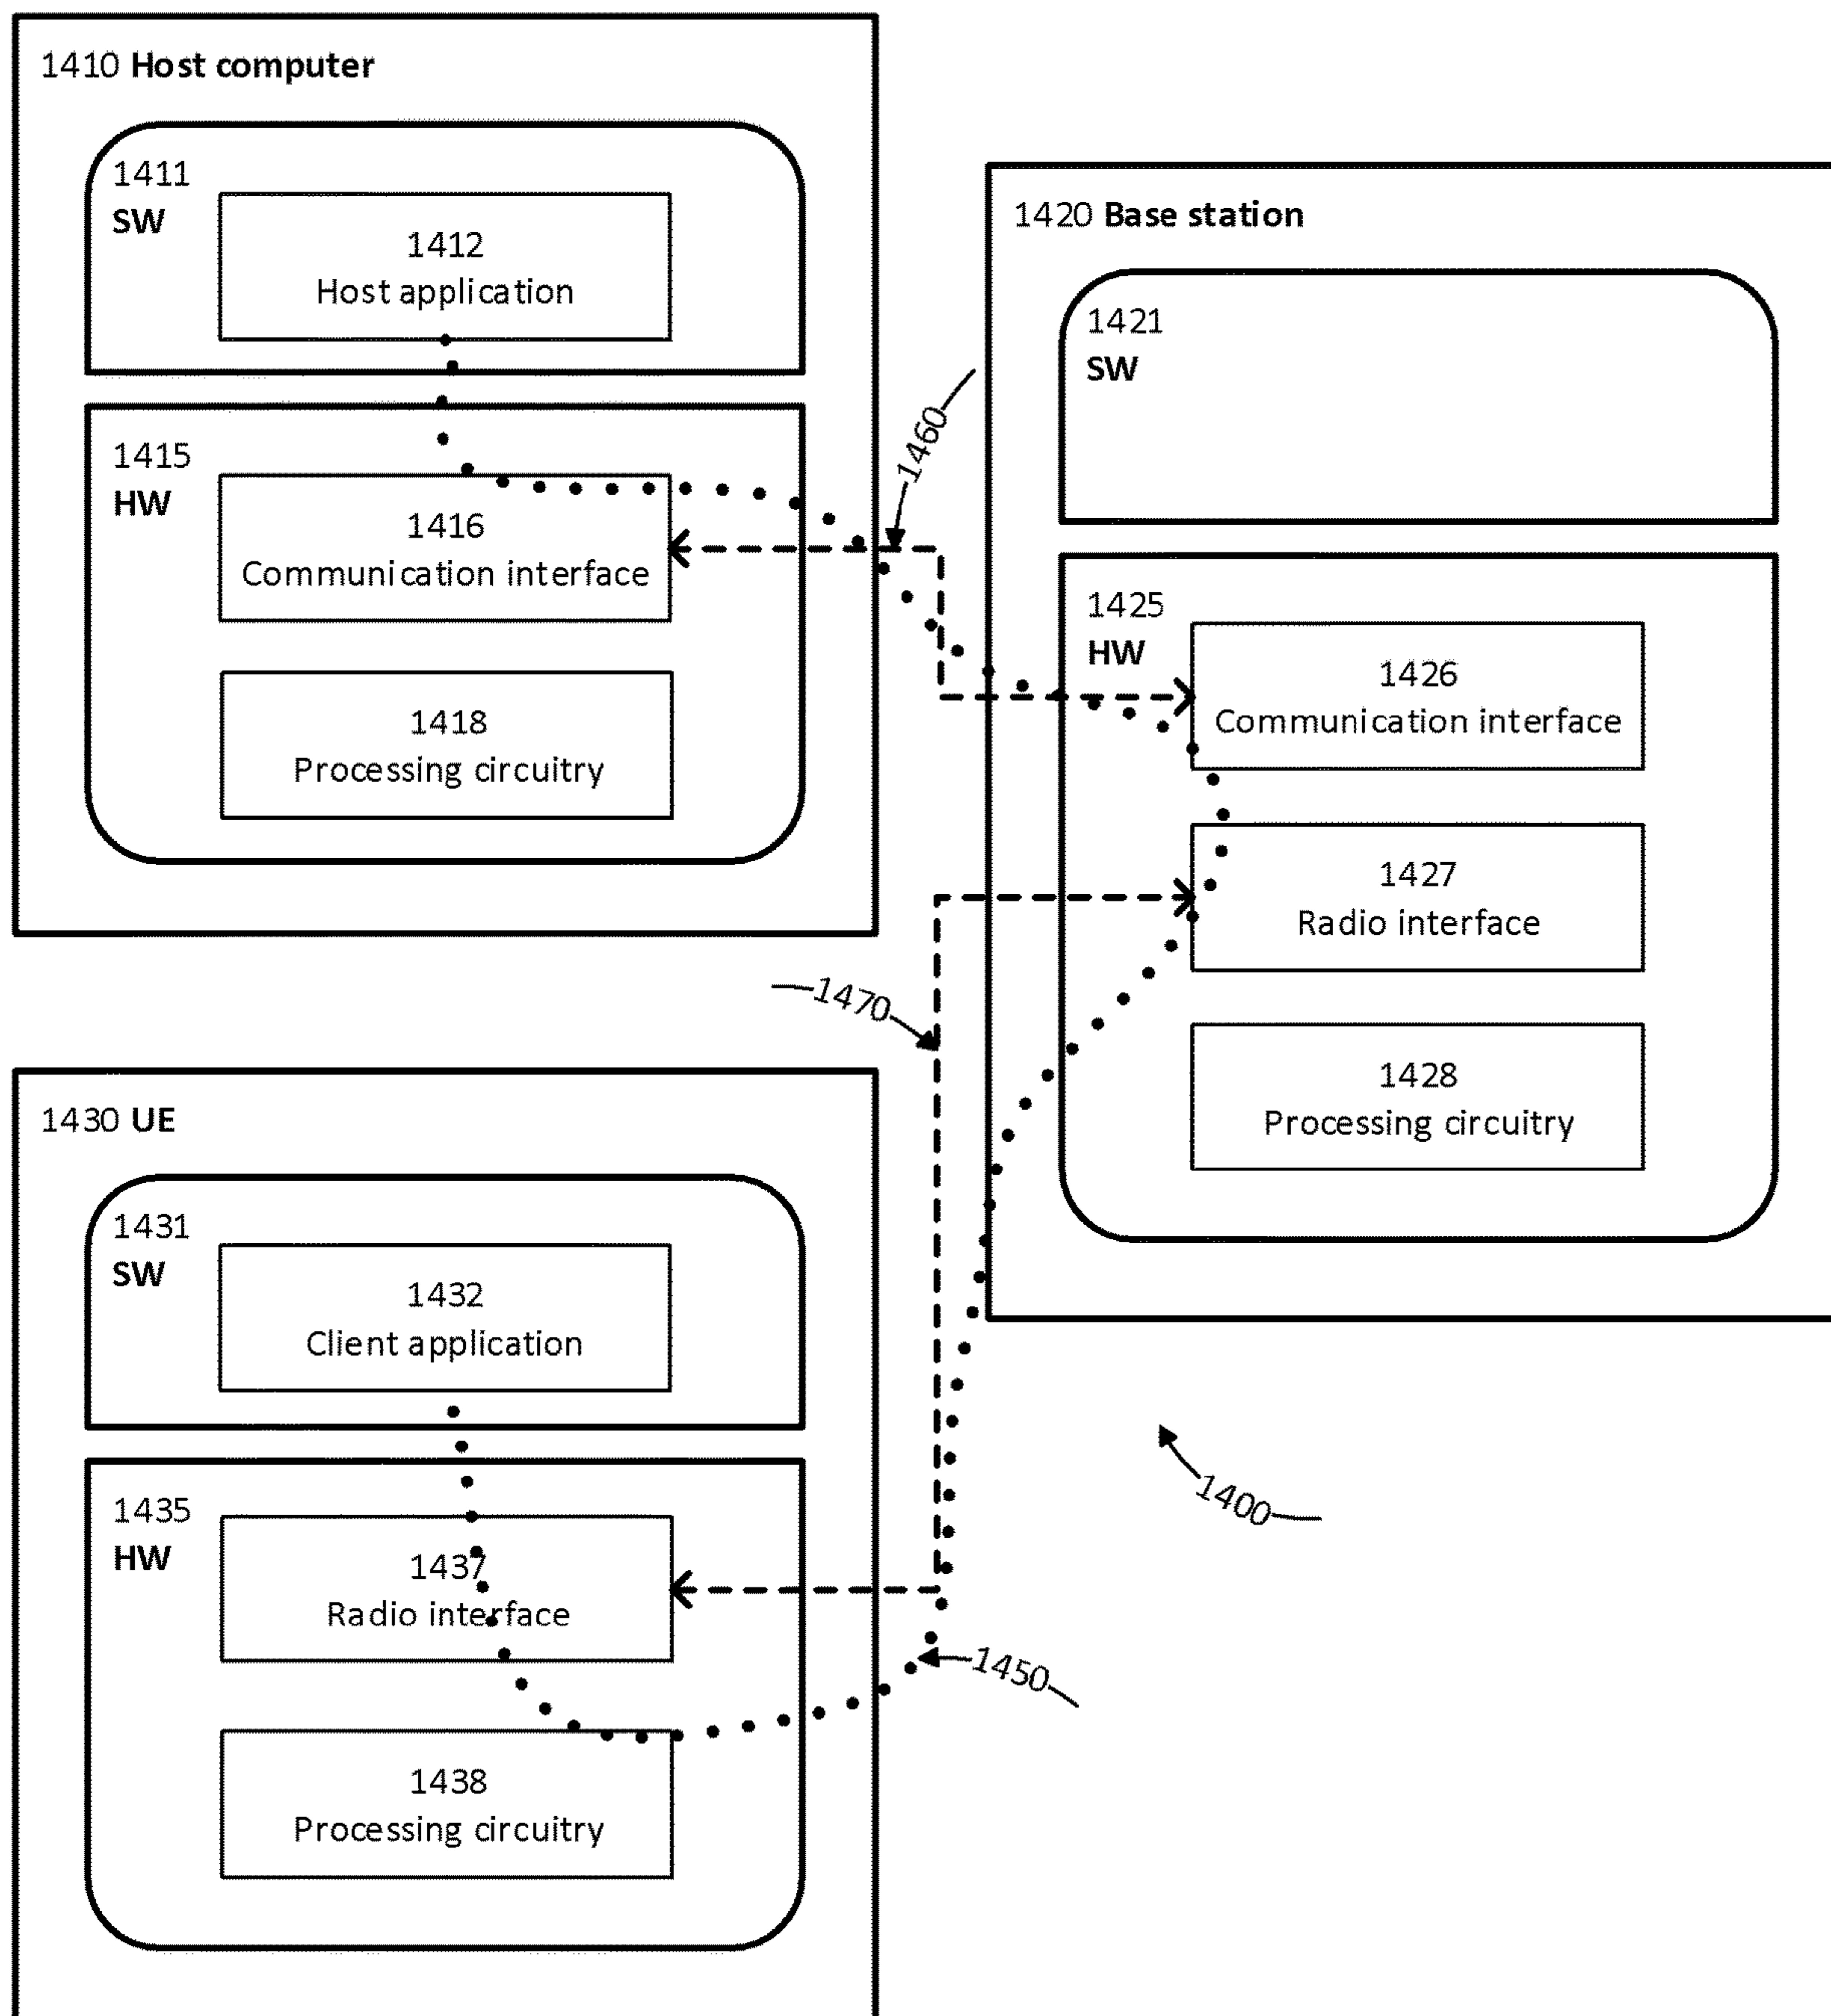 1410 Host computer
1411
SW
1412
Host application
1415
HW
1416
Communication interface
1418
Processing circuitry
1460
1420 Base station
1421
SW
1425
HW
1426
Communication interface
1427
Radio interface
1428
Processing circuitry
1470
1430 UE
1431
SW
1432
Client application
1435
HW
1437
Radio interface
1438
Processing circuitry
1450
1400